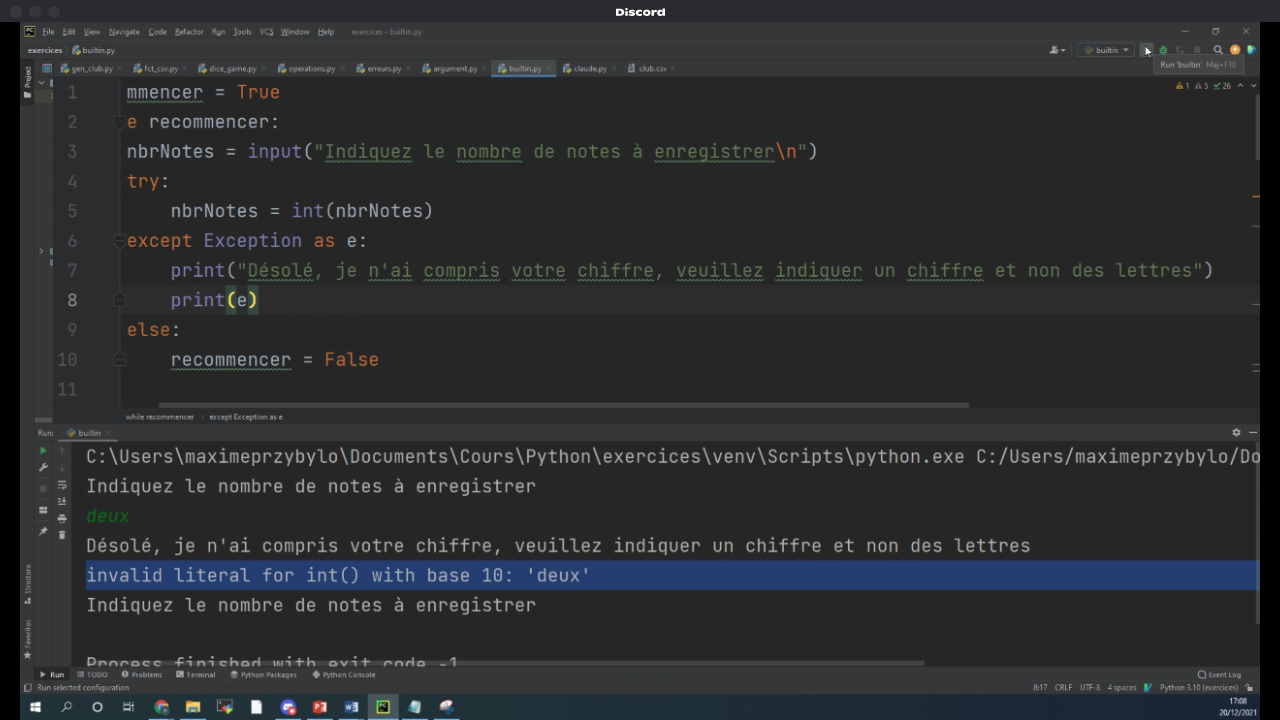 Discord
File Edit View Navigate Code Refactor Run Tools VCS Window Help exercices - builtin.py
exercices builtin.py builtin
Run 'builtin' Maj+F10
Project gen_club.py fct_csv.py dice_game.py operations.py erreurs.py argument.py builtin.py claude.py club.csv
1 5 26
1 mmencer = True
2 e recommencer:
3 nbrNotes = input("Indiquez le nombre de notes à enregistrer\n")
4 try:
5 nbrNotes = int(nbrNotes)
6 except Exception as e:
7 print("Désolé, je n'ai compris votre chiffre, veuillez indiquer un chiffre et non des lettres")
8 print(e)
9 else:
10 recommencer = False
11
while recommencer except Exception as e
Run: builtin
C:\Users\maximeprzybylo\Documents\Cours\Python\exercices\venv\Scripts\python.exe C:/Users/maximeprzybylo/Do
Indiquez le nombre de notes à enregistrer
deux
Désolé, je n'ai compris votre chiffre, veuillez indiquer un chiffre et non des lettres
invalid literal for int() with base 10: 'deux'
Indiquez le nombre de notes à enregistrer
Process finished with exit code -1
Structure
Favorites
Run TODO Problems Terminal Python Packages Python Console Event Log
Run selected configuration 8:17 CRLF UTF-8 4 spaces Python 3.10 (exercices)
17:08
20/12/2021